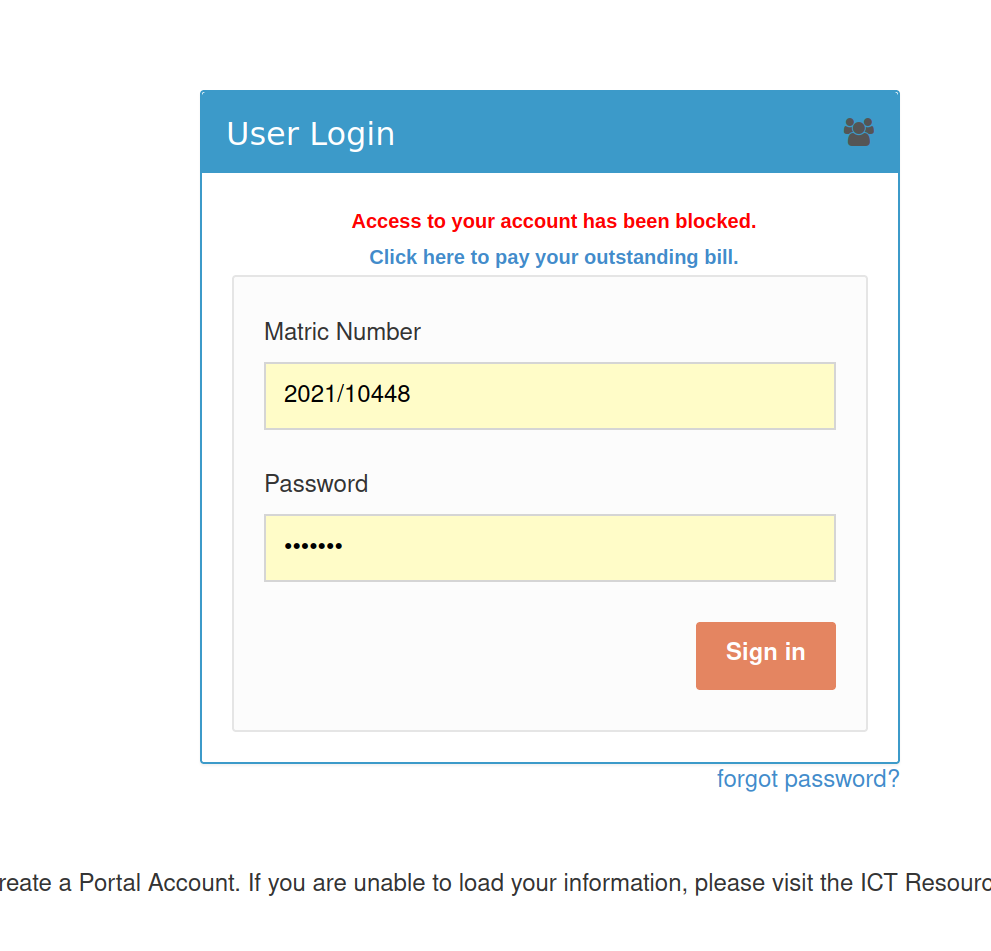 User Login
Access to your account has been blocked.
Click here to pay your outstanding bill.
Matric Number
2021/10448
Password
•••••••
Sign in
forgot password?
reate a Portal Account. If you are unable to load your information, please visit the ICT Resourc